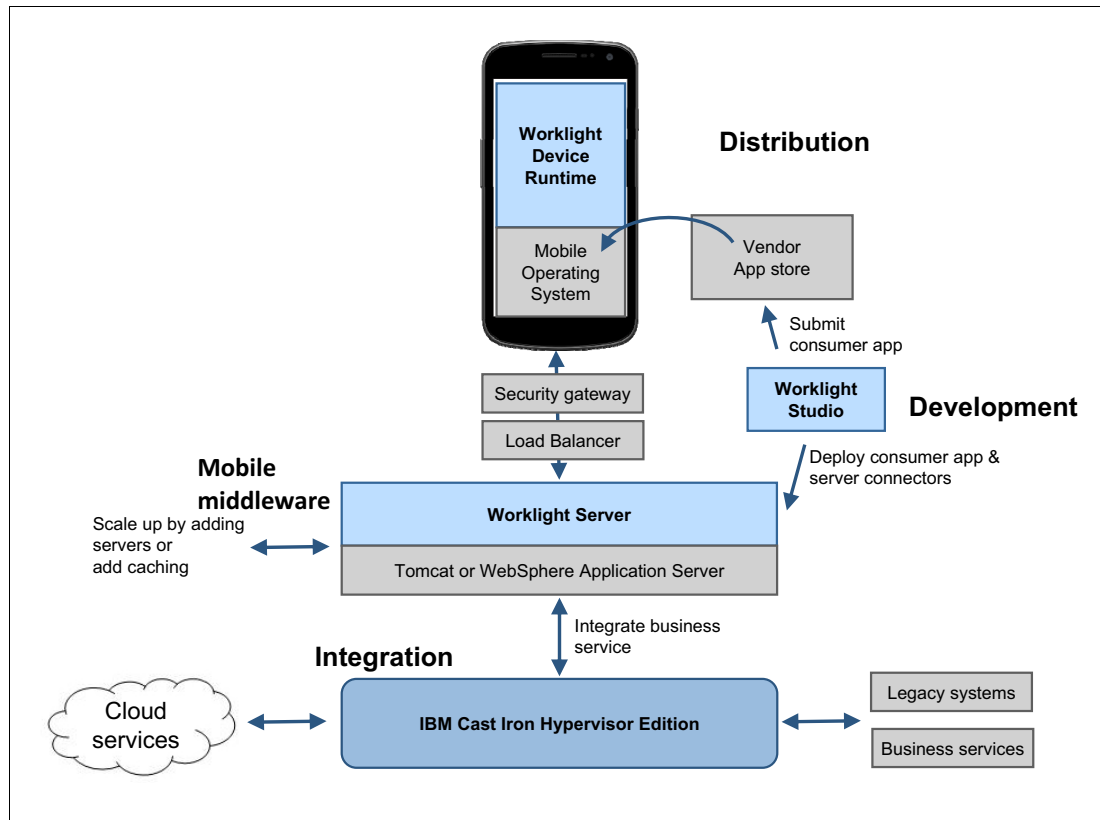 Worklight
Device
Runtime
Distribution
Mobile
Operating
System
Vendor
App store
Submit
consumer app
Security gateway
Worklight
Studio
Development
Load Balancer
Deploy consumer app &
server connectors
Mobile
middleware
Worklight Server
Scale up by adding
servers or
add caching
Tomcat or WebSphere Application Server
Integrate business
service
Integration
Cloud
services
IBM Cast Iron Hypervisor Edition
Legacy systems
Business services